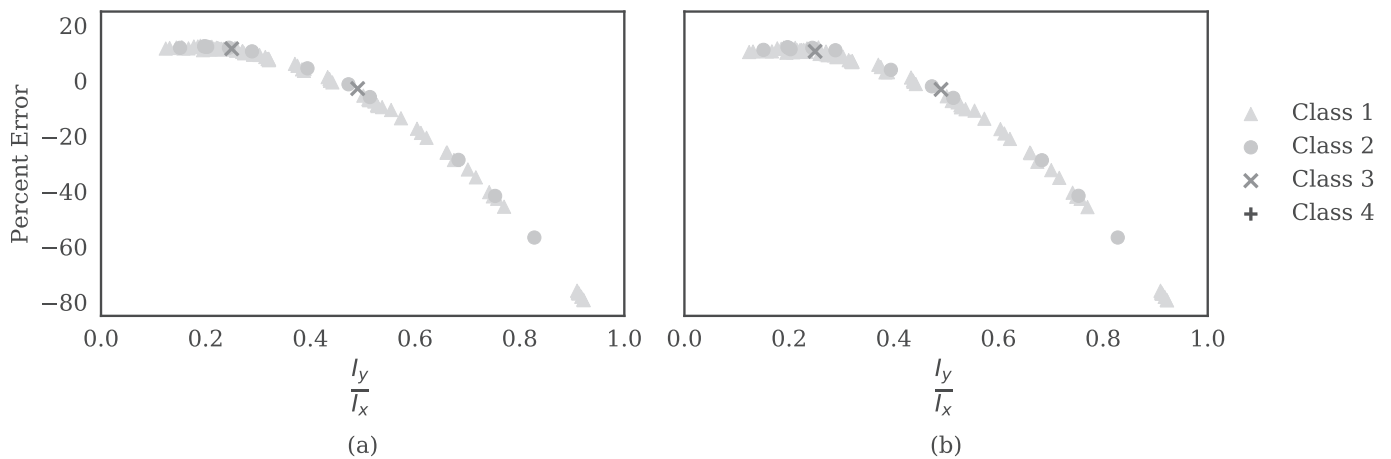 20
0
−20
−40
−60
−80
Percent Error
0.0 0.2 0.4 0.6 0.8 1.0
I_y
I_x
(a)
0.0 0.2 0.4 0.6 0.8 1.0
I_y
I_x
(b)
Class 1
Class 2
Class 3
Class 4